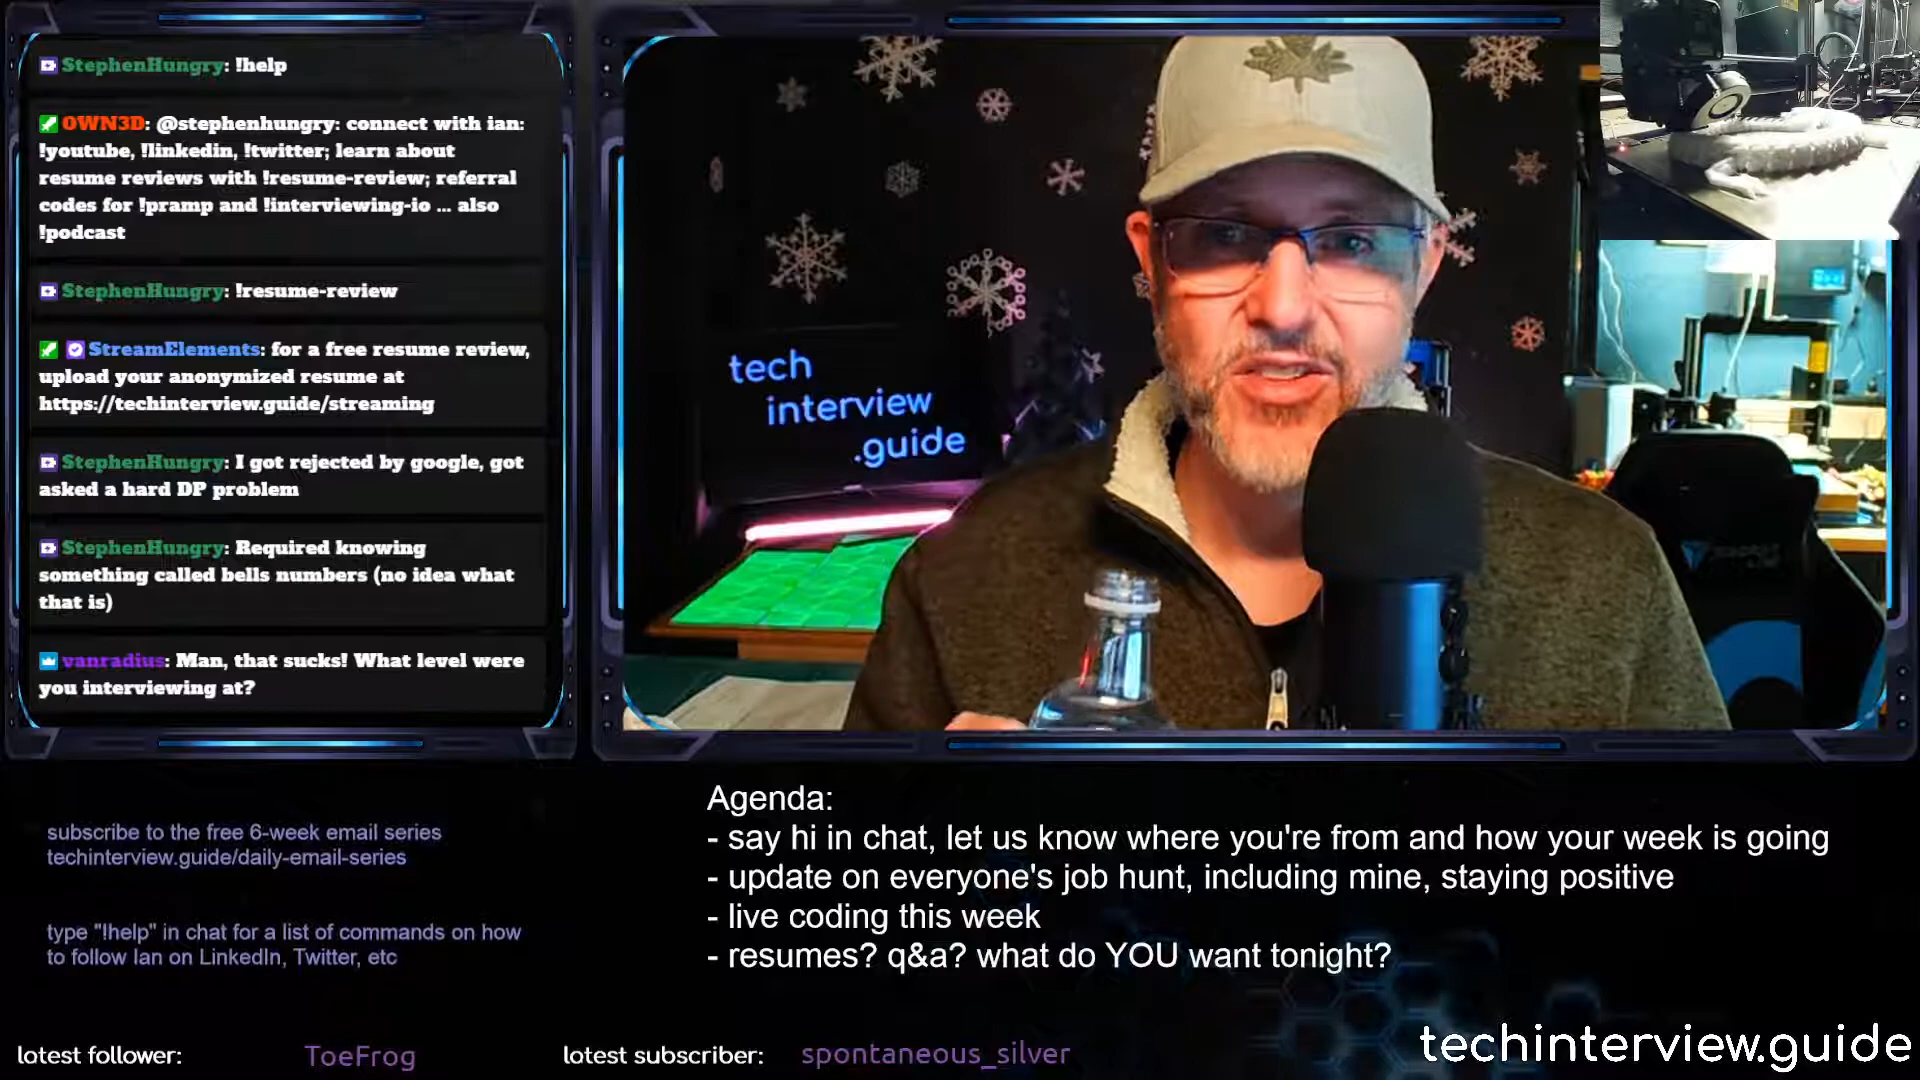 StephenHungry: !help
OWN3D: @stephenhungry: connect with ian:
!youtube, !linkedin, !twitter; learn about
resume reviews with !resume-review; referral
codes for !pramp and !interviewing-io ... also
!podcast
StephenHungry: !resume-review
StreamElements: for a free resume review,
upload your anonymized resume at
https://techinterview.guide/streaming
StephenHungry: I got rejected by google, got
asked a hard DP problem
StephenHungry: Required knowing
something called bells numbers (no idea what
that is)
vanradius: Man, that sucks! What level were
you interviewing at?
tech
interview
.guide
subscribe to the free 6-week email series
techinterview.guide/daily-email-series
type "!help" in chat for a list of commands on how
to follow Ian on LinkedIn, Twitter, etc
Agenda:
- say hi in chat, let us know where you're from and how your week is going
- update on everyone's job hunt, including mine, staying positive
- live coding this week
- resumes? q&a? what do YOU want tonight?
latest follower: ToeFrog
latest subscriber: spontaneous_silver
techinterview.guide